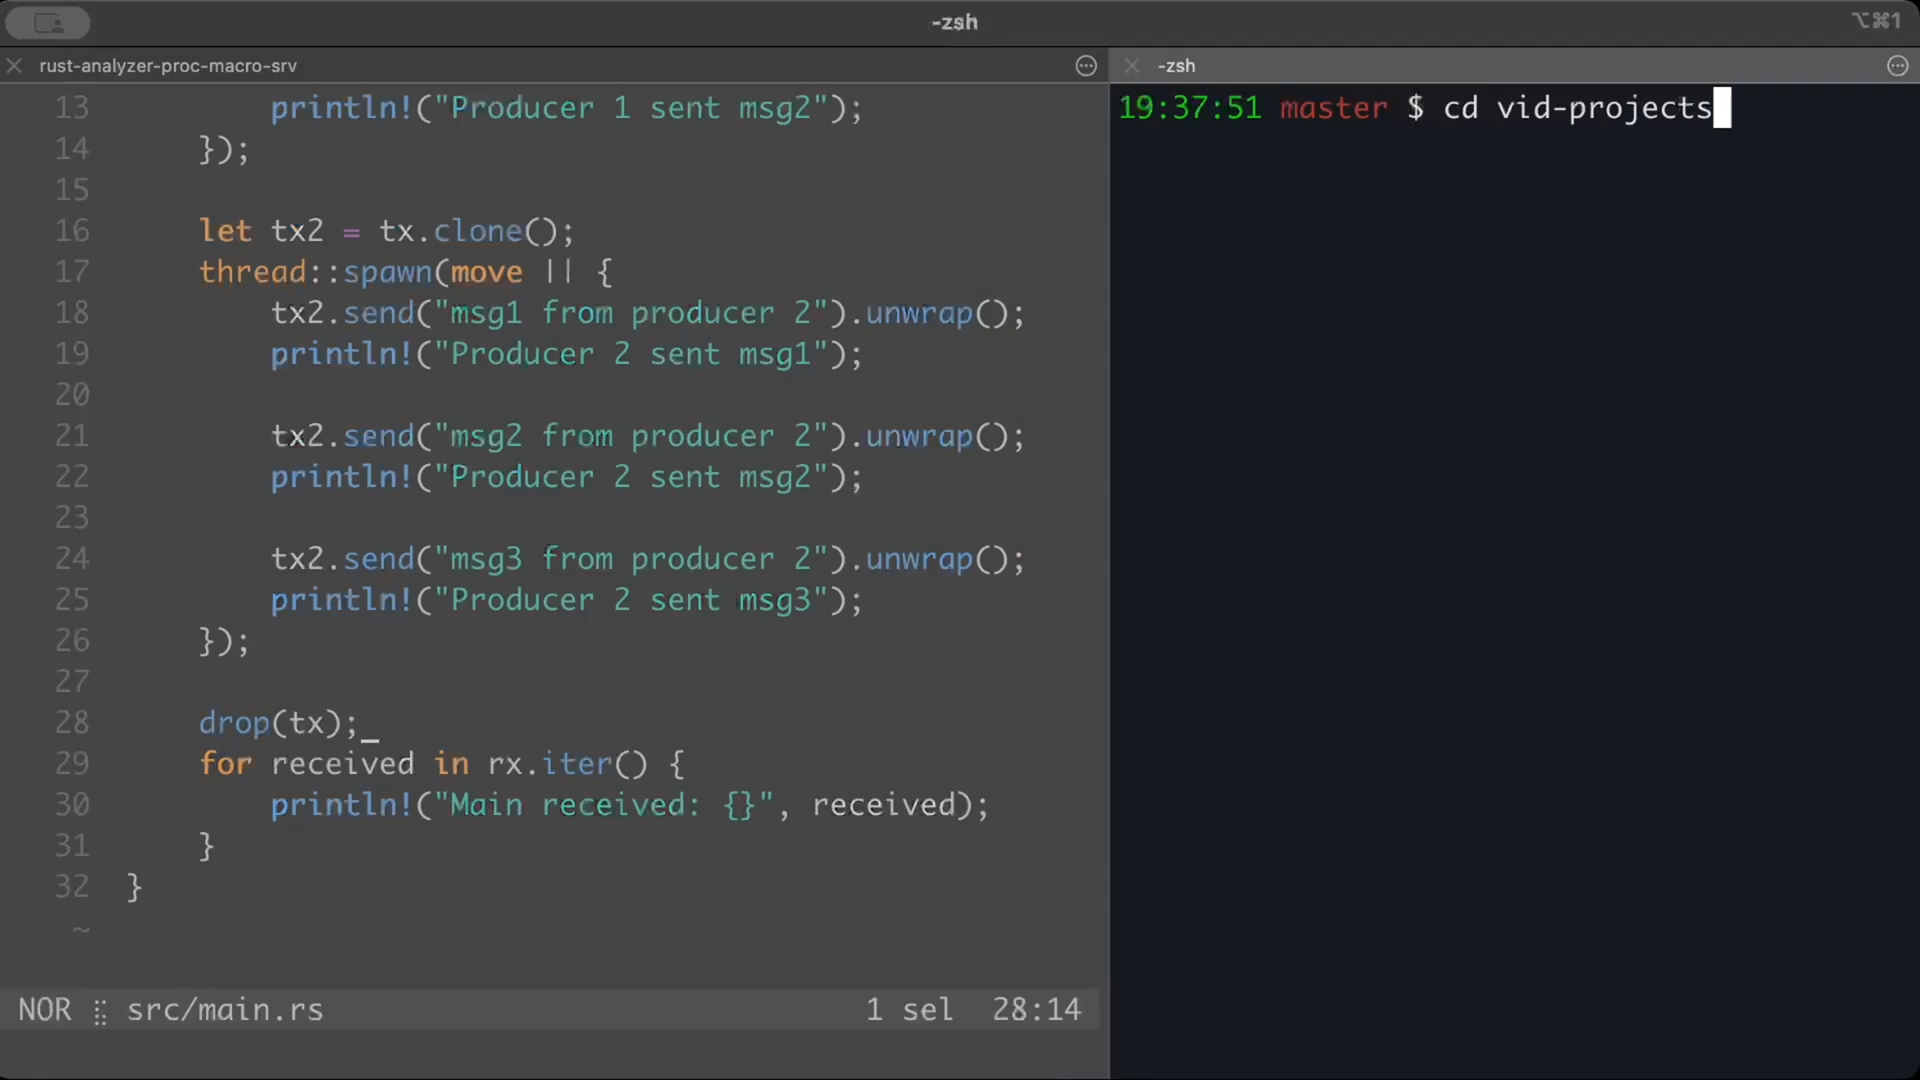 -zsh
⌥⌘1
rust-analyzer-proc-macro-srv
-zsh
13 println!("Producer 1 sent msg2");
14 });
15
16 let tx2 = tx.clone();
17 thread::spawn(move || {
18 tx2.send("msg1 from producer 2").unwrap();
19 println!("Producer 2 sent msg1");
20
21 tx2.send("msg2 from producer 2").unwrap();
22 println!("Producer 2 sent msg2");
23
24 tx2.send("msg3 from producer 2").unwrap();
25 println!("Producer 2 sent msg3");
26 });
27
28 drop(tx);_
29 for received in rx.iter() {
30 println!("Main received: {}", received);
31 }
32 }
~
NOR src/main.rs 1 sel 28:14
19:37:51 master $ cd vid-projects